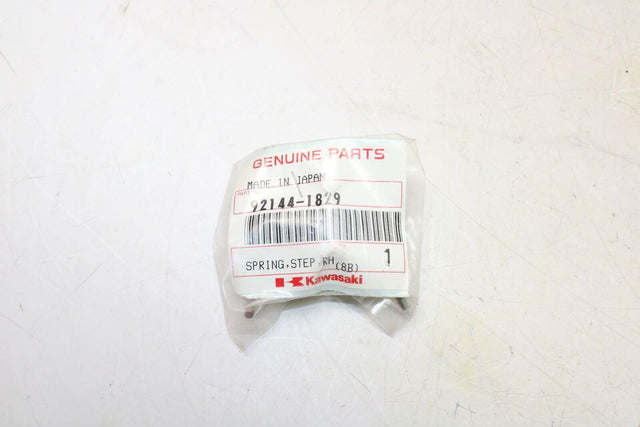 GENUINE PARTS
MADE IN JAPAN
92144-1829
SPRING,STEP,RH(8B) 1
Kawasaki